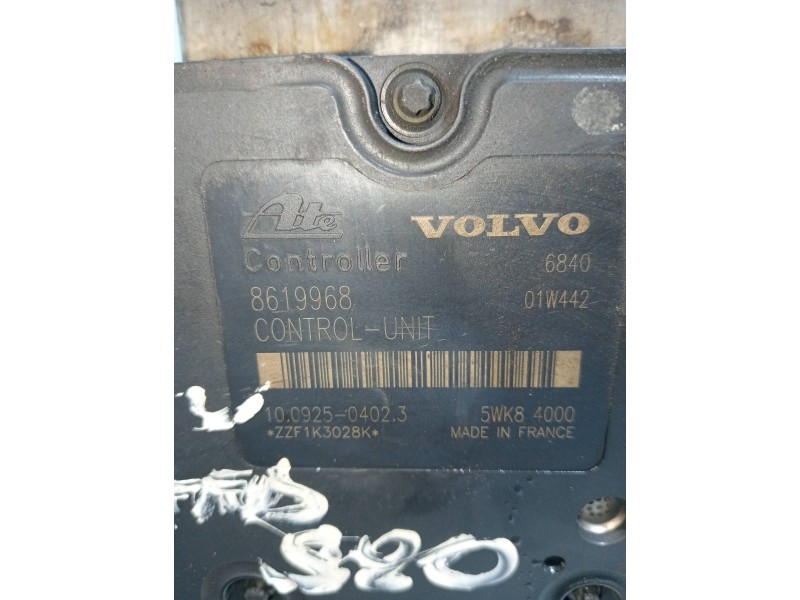 Ate VOLVO
Controller 6840
8619968 01W442
CONTROL-UNIT
10.0925-0402.3 5WK8 4000
*ZZF1K3028K* MADE IN FRANCE